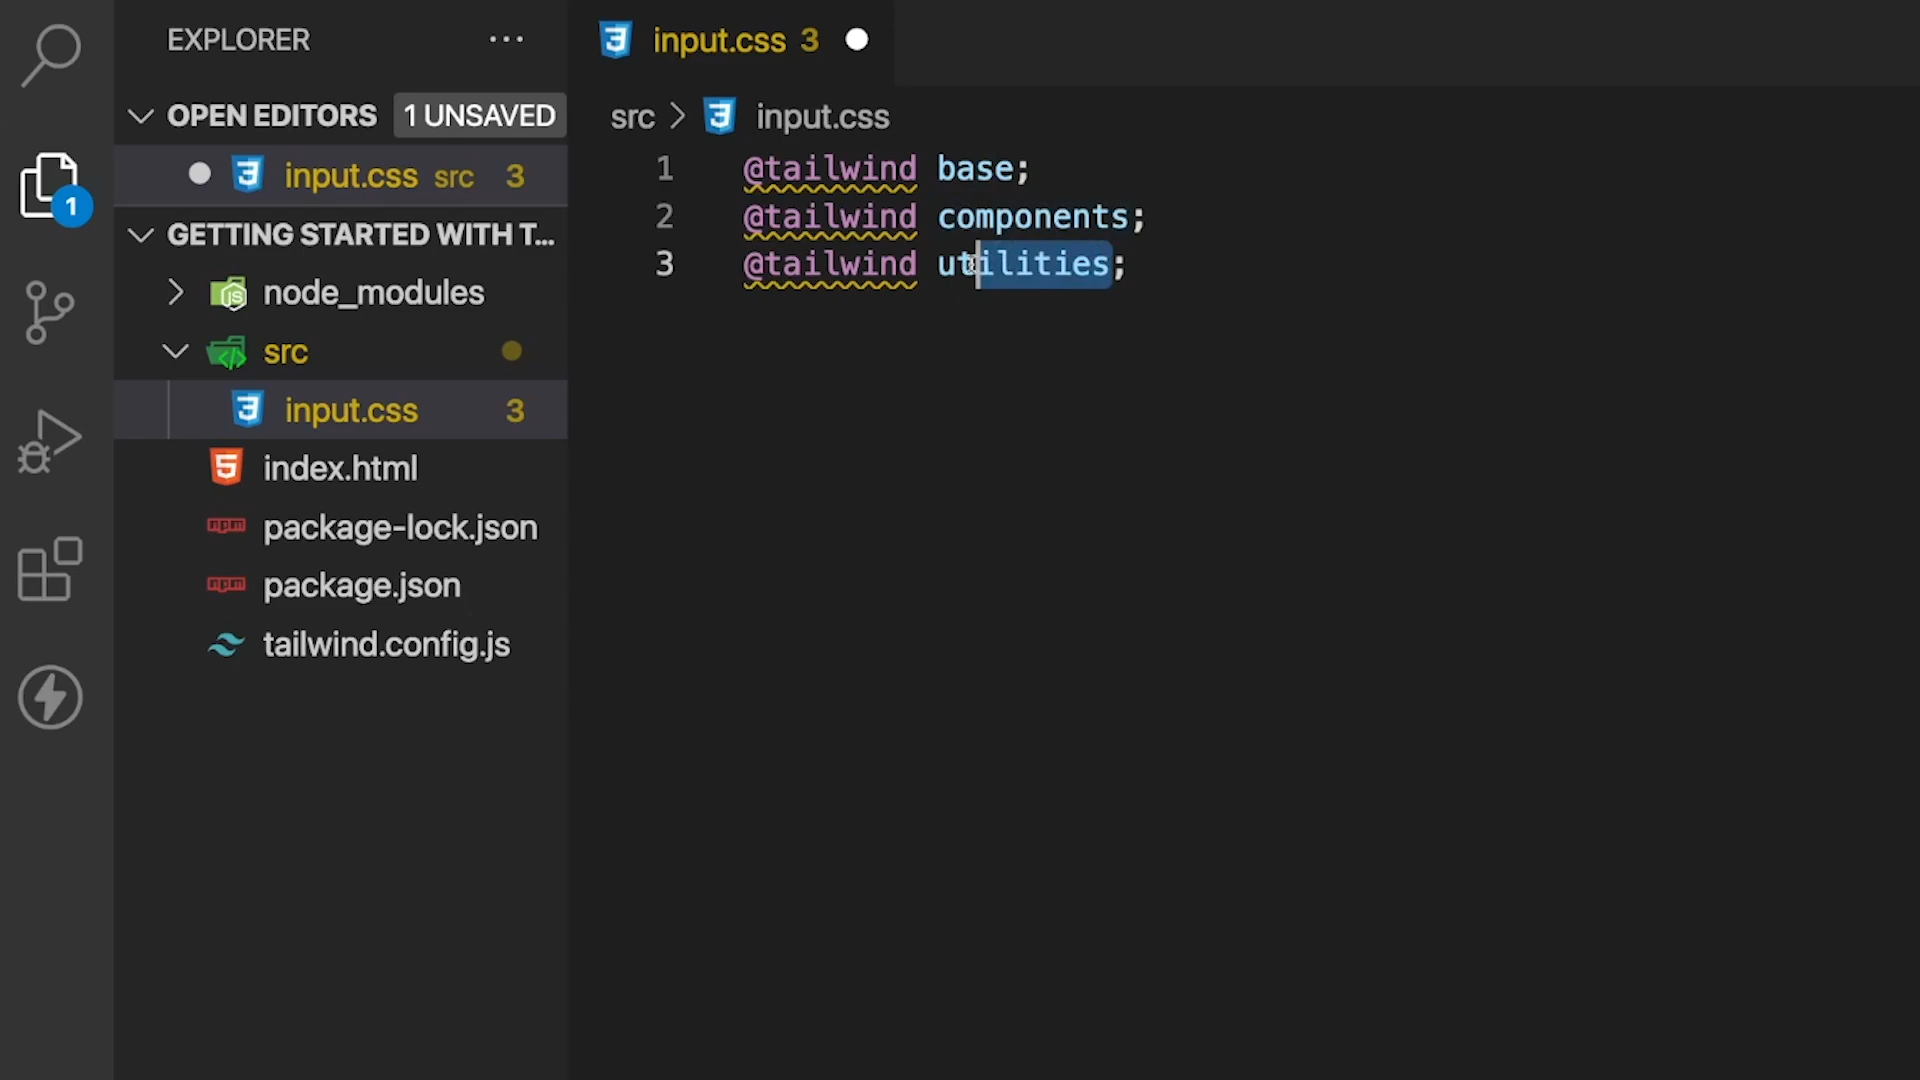 EXPLORER ...
OPEN EDITORS 1 UNSAVED
input.css src 3
GETTING STARTED WITH T...
node_modules
src
input.css 3
index.html
package-lock.json
package.json
tailwind.config.js
1
input.css 3
src > input.css
1 @tailwind base;
2 @tailwind components;
3 @tailwind utilities;